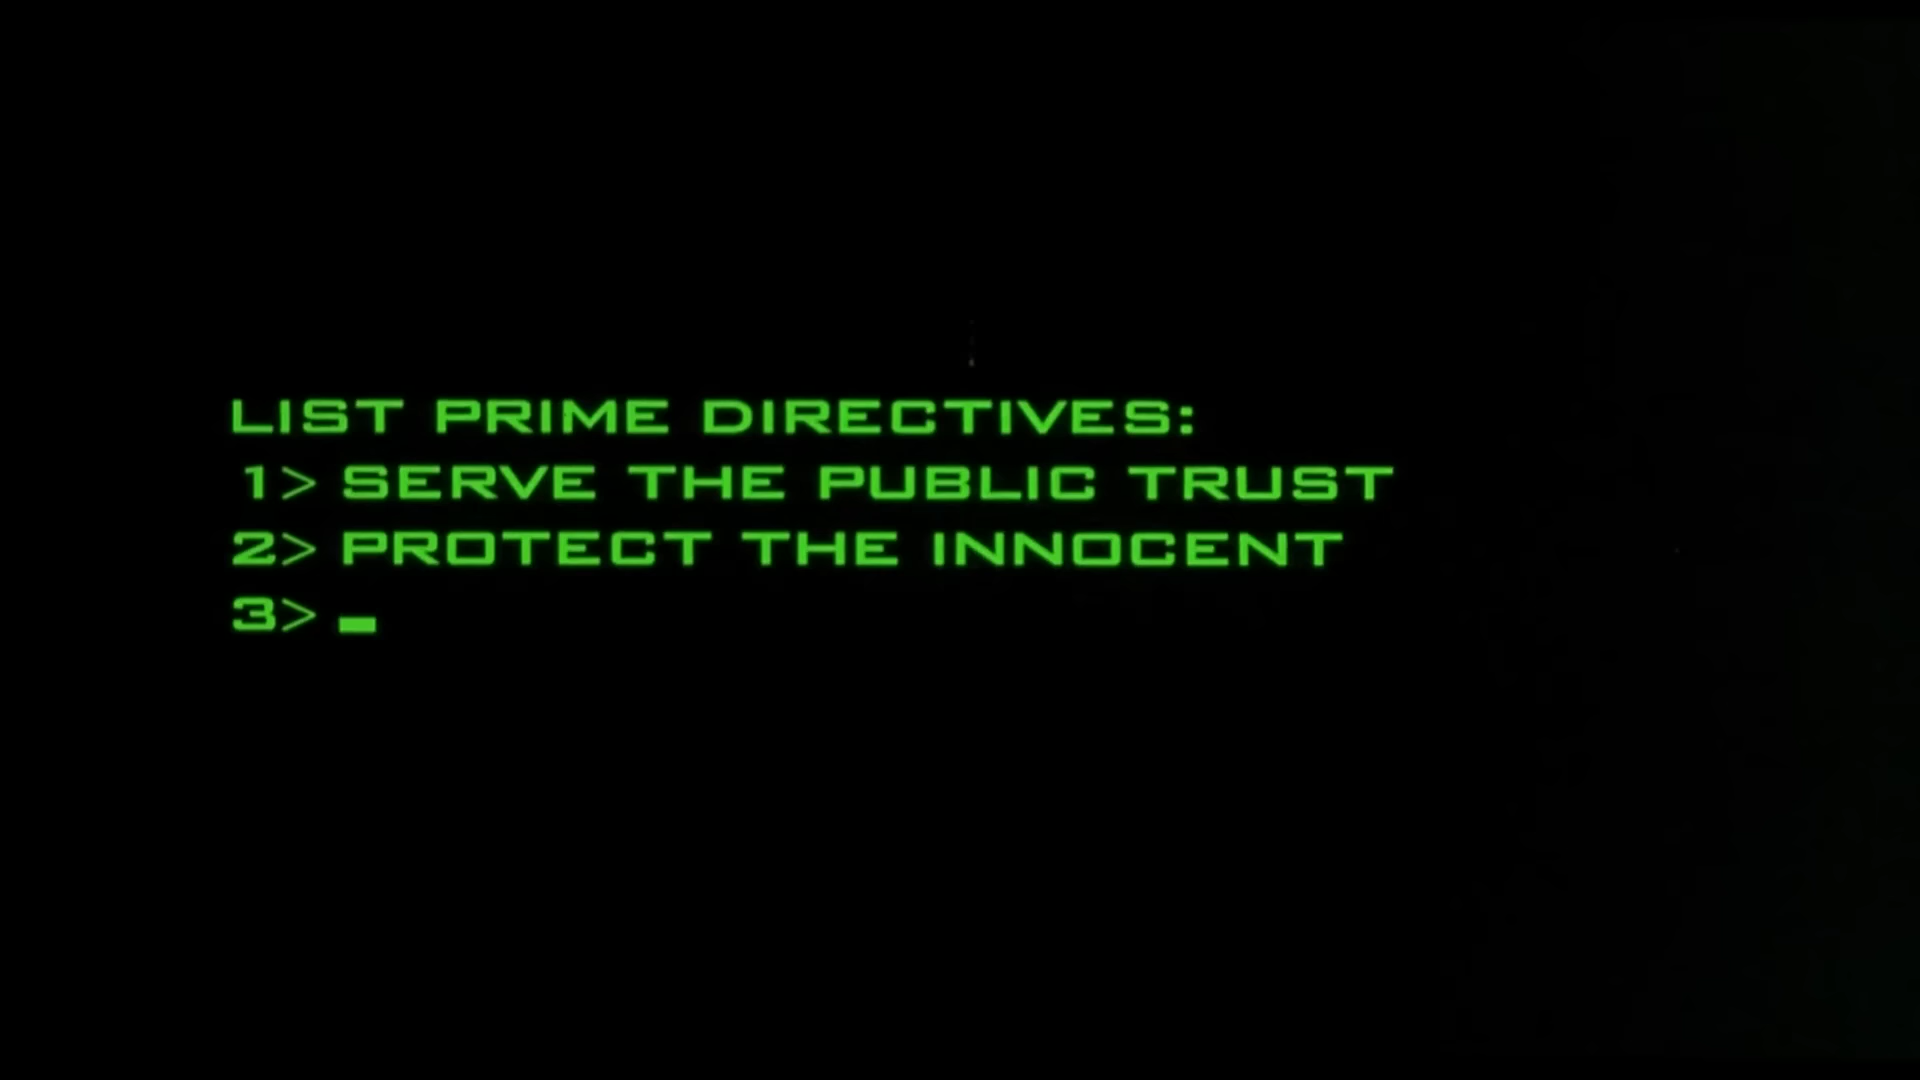 LIST PRIME DIRECTIVES:
1> SERVE THE PUBLIC TRUST
2> PROTECT THE INNOCENT
3>